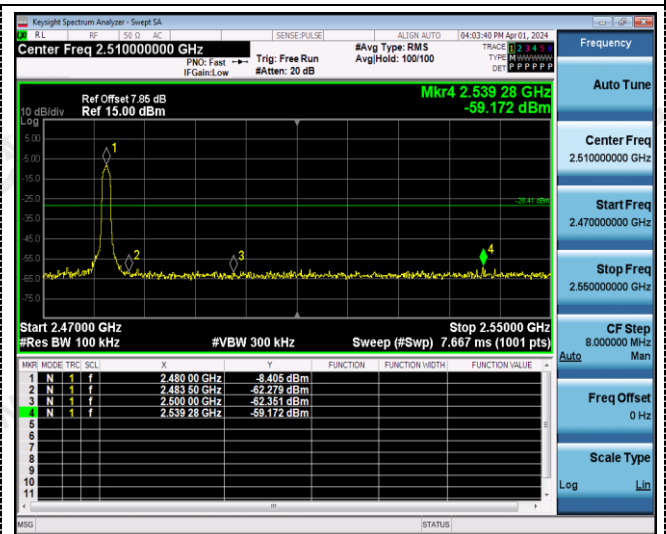 Keysight Spectrum Analyzer - Swept SA
RL RF 50 Ω AC SENSE:PULSE ALIGN AUTO 04:03:40 PM Apr 01, 2024
Center Freq 2.510000000 GHz #Avg Type: RMS TRACE 1 2 3 4 5 6
PNO: Fast Trig: Free Run Avg|Hold: 100/100 TYPE M WWWWW
IFGain:Low #Atten: 20 dB DET P P P P P P
Mkr4 2.539 28 GHz
Ref Offset 7.85 dB -59.172 dBm
10 dB/div Ref 15.00 dBm
Log
5.00
-5.00
-15.0
-25.0
-28.41 dBm
-35.0
-45.0
-55.0
-65.0
-75.0
1
2
3
4
Start 2.47000 GHz Stop 2.55000 GHz
#Res BW 100 kHz #VBW 300 kHz Sweep (#Swp) 7.667 ms (1001 pts)
MKR MODE TRC SCL X Y FUNCTION FUNCTION WIDTH FUNCTION VALUE
1 N 1 f 2.480 00 GHz -8.405 dBm
2 N 1 f 2.483 50 GHz -62.279 dBm
3 N 1 f 2.500 00 GHz -62.351 dBm
4 N 1 f 2.539 28 GHz -59.172 dBm
5
6
7
8
9
10
11
MSG STATUS
Frequency
Auto Tune
Center Freq
2.510000000 GHz
Start Freq
2.470000000 GHz
Stop Freq
2.550000000 GHz
CF Step
8.000000 MHz
Auto Man
Freq Offset
0 Hz
Scale Type
Log Lin